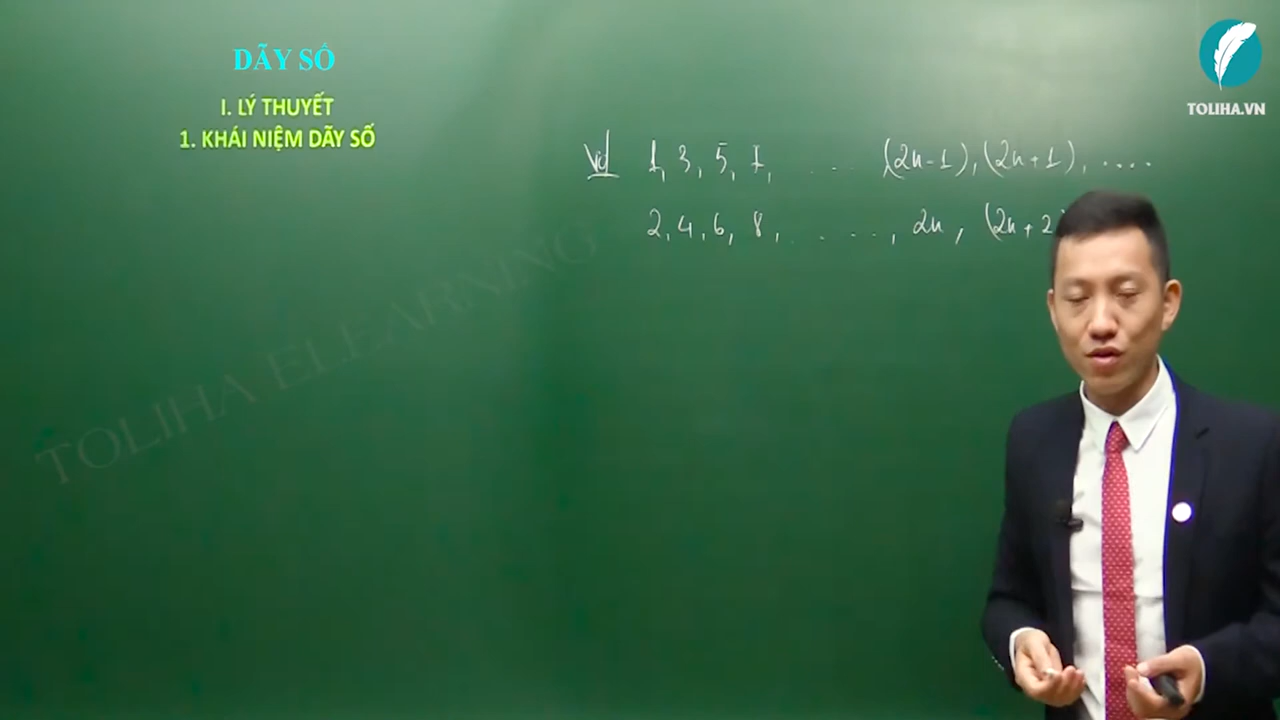 DÃY SỐ
I. LÝ THUYẾT
1. KHÁI NIỆM DÃY SỐ
TOLIHA.VN
Vd 1, 3, 5, 7, . ... (2n-1), (2n+1), ....
2, 4, 6, 8, . . ..., 2n, (2n+2
TOLIHA ELEARNING